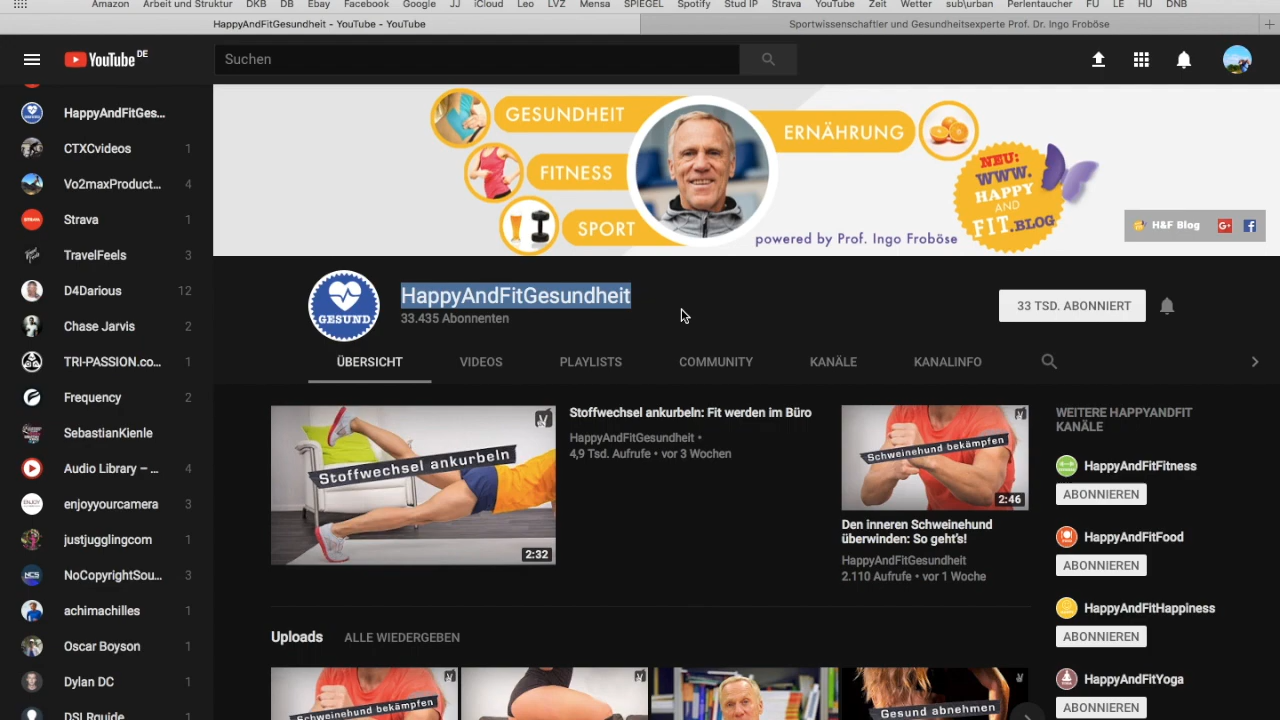 Amazon Arbeit und Struktur DKB DB Ebay Facebook Google JJ iCloud Leo LVZ Mensa SPIEGEL Spotify Stud IP Strava YouTube Zeit Wetter sub\urban Perlentaucher FU LE HU DNB
HappyAndFitGesundheit - YouTube - YouTube
Sportwissenschaftler und Gesundheitsexperte Prof. Dr. Ingo Froböse
YouTube DE
Suchen
HappyAndFitGes...
CTXCvideos 1
Vo2maxProduct... 4
Strava 1
TravelFeels 3
D4Darious 12
Chase Jarvis 2
TRI-PASSION.co... 1
Frequency 2
SebastianKienle
Audio Library – ... 4
enjoyyourcamera 3
justjugglingcom 1
NoCopyrightSou... 3
achimachilles 1
Oscar Boyson 1
Dylan DC 1
DSLRguide 1
GESUNDHEIT
FITNESS
SPORT
ERNÄHRUNG
NEU:
WWW.
HAPPY
AND
FIT.BLOG
powered by Prof. Ingo Froböse
H&F Blog
GESUND
HappyAndFitGesundheit
33.435 Abonnenten
33 TSD. ABONNIERT
ÜBERSICHT VIDEOS PLAYLISTS COMMUNITY KANÄLE KANALINFO
Stoffwechsel ankurbeln
2:32
Stoffwechsel ankurbeln: Fit werden im Büro
HappyAndFitGesundheit •
4,9 Tsd. Aufrufe • vor 3 Wochen
Schweinehund bekämpfen
2:46
Den inneren Schweinehund
überwinden: So geht's!
HappyAndFitGesundheit
2.110 Aufrufe • vor 1 Woche
WEITERE HAPPYANDFIT
KANÄLE
HappyAndFitFitness
ABONNIEREN
HappyAndFitFood
ABONNIEREN
HappyAndFitHappiness
ABONNIEREN
HappyAndFitYoga
ABONNIEREN
Uploads ALLE WIEDERGEBEN
Schweinehund bekämpfen
Gesund abnehmen